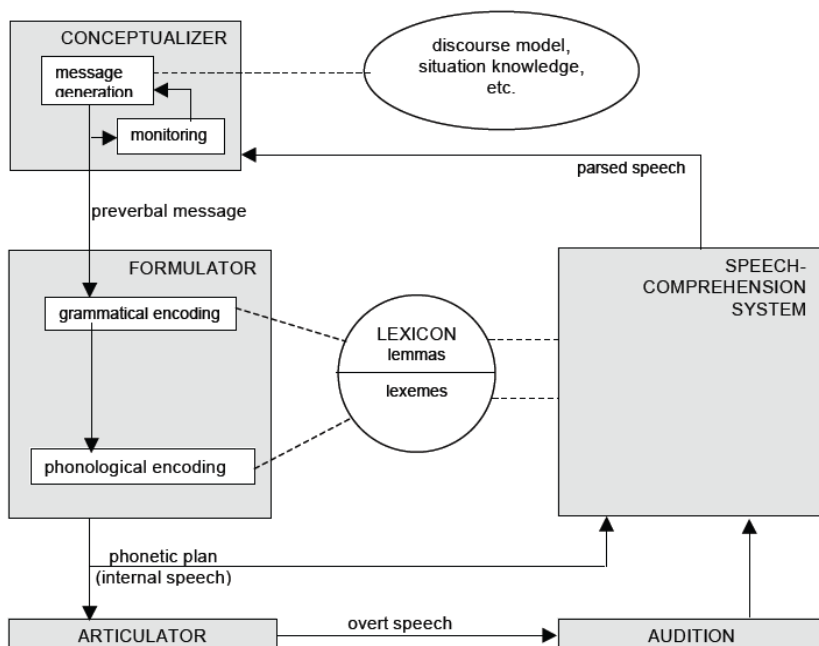 CONCEPTUALIZER
message
generation
monitoring
discourse model,
situation knowledge,
etc.
parsed speech
preverbal message
FORMULATOR
grammatical encoding
phonological encoding
LEXICON
lemmas
lexemes
SPEECH-
COMPREHENSION
SYSTEM
phonetic plan
(internal speech)
ARTICULATOR
overt speech
AUDITION